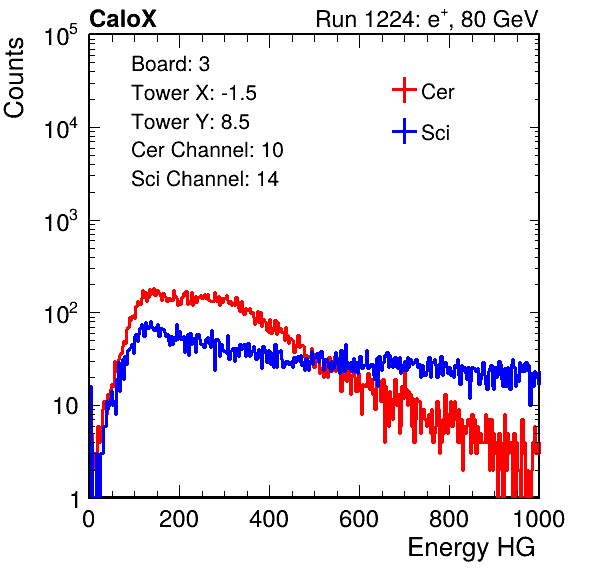 CaloX
Run 1224: e⁺, 80 GeV
Counts
10⁵
10⁴
10³
10²
10
1
Board: 3
Tower X: -1.5
Tower Y: 8.5
Cer Channel: 10
Sci Channel: 14
Cer
Sci
0 200 400 600 800 1000
Energy HG